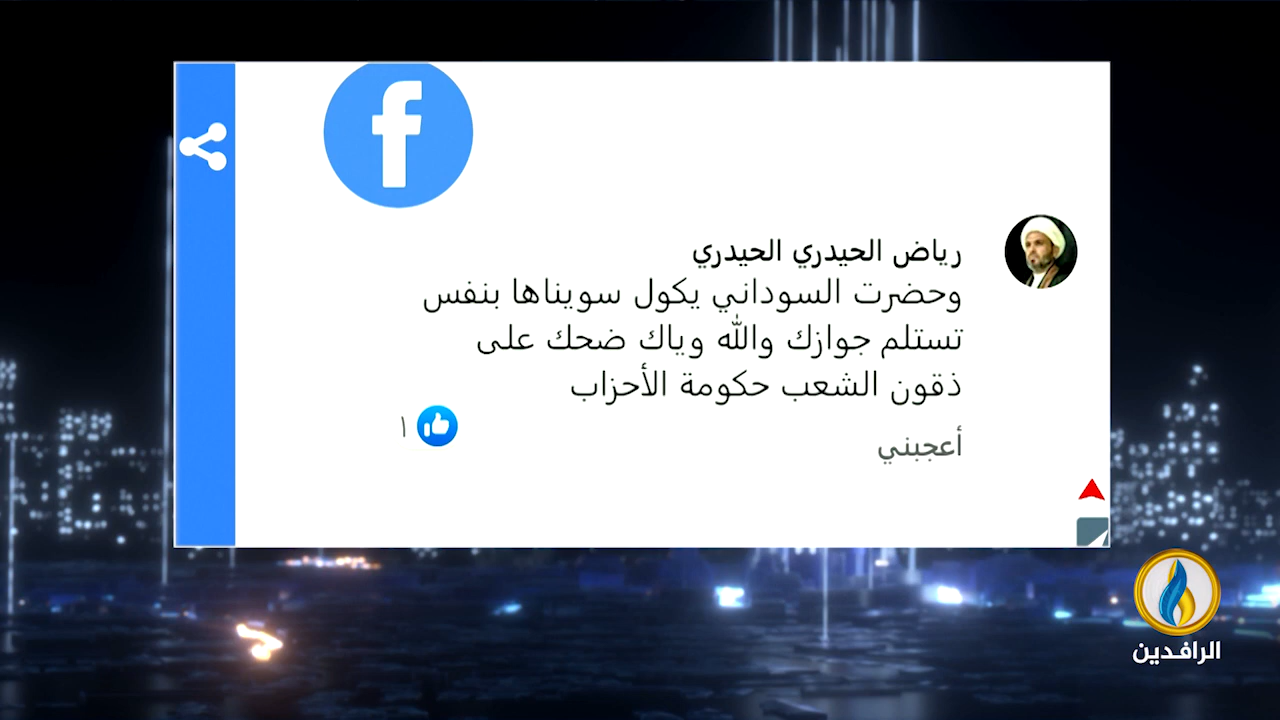 رياض الحيدري الحيدري
وحضرت السوداني يكول سويناها بنفس
تستلم جوازك والله وياك ضحك على
ذقون الشعب حكومة الأحزاب
١
أعجبني
الرافدين